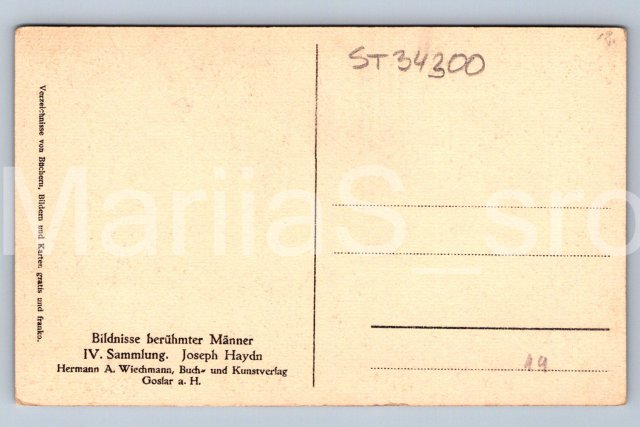 ST34300
Verzeichnisse von Büchern, Bildern und Karten gratis und franko.
MariiaS_sro
Bildnisse berühmter Männer
IV. Sammlung. Joseph Haydn
Hermann A. Wiechmann, Buch- und Kunstverlag
Goslar a. H.